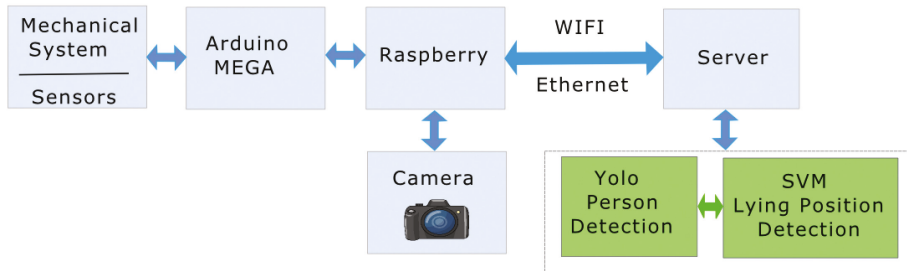 Mechanical
System
Sensors
Arduino
MEGA
Raspberry
WIFI
Ethernet
Server
Camera
Yolo
Person
Detection
SVM
Lying Position
Detection